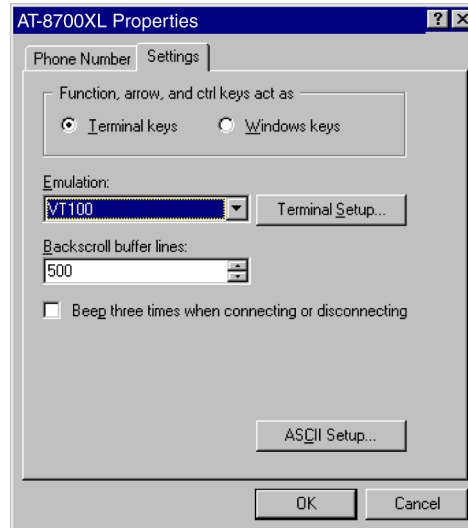 AT-8700XL Properties
Phone Number Settings
Function, arrow, and ctrl keys act as
Terminal keys Windows keys
Emulation:
VT100 Terminal Setup...
Backscroll buffer lines:
500
Beep three times when connecting or disconnecting
ASCII Setup...
OK Cancel